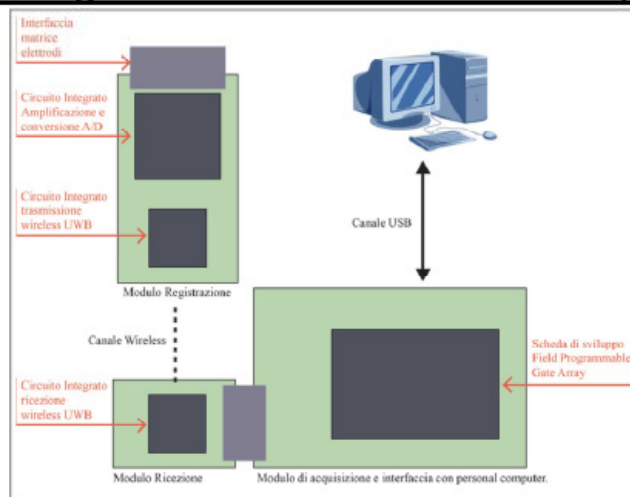 Interfaccia
matrice
elettrodi
Circuito Integrato
Amplificazione e
conversione A/D
Circuito Integrato
trasmissione
wireless UWB
Modulo Registrazione
Canale USB
Canale Wireless
Circuito Integrato
ricezione
wireless UWB
Scheda di sviluppo
Field Programmable
Gate Array
Modulo Ricezione
Modulo di acquisizione e interfaccia con personal computer.